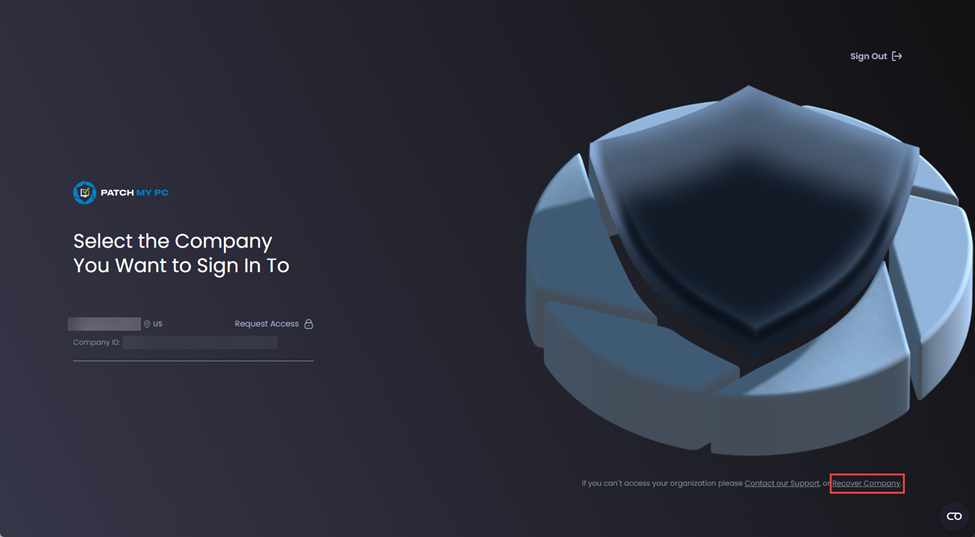 Sign Out
PATCH MY PC
Select the Company
You Want to Sign In To
US
Request Access
Company ID:
If you can't access your organization please Contact our Support, or Recover Company.